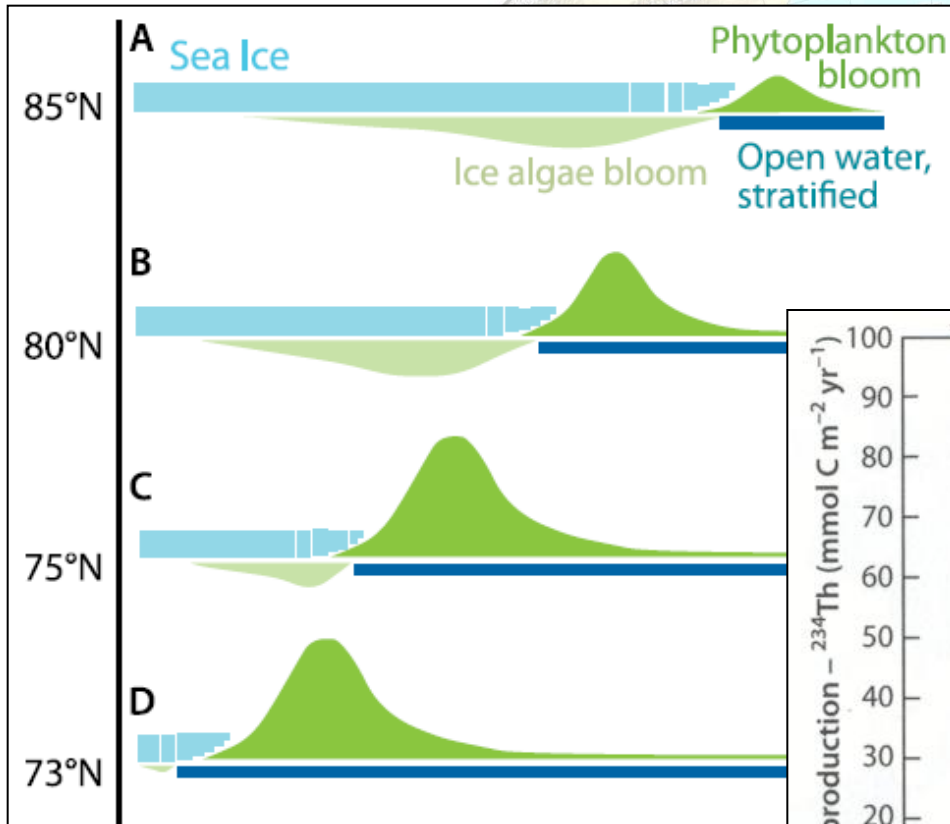 A
Sea Ice
Phytoplankton
bloom
85°N
Ice algae bloom
Open water,
stratified
B
80°N
C
75°N
D
73°N
production – ²³⁴Th (mmol C m⁻² yr⁻¹)
100
90
80
70
60
50
40
30
20